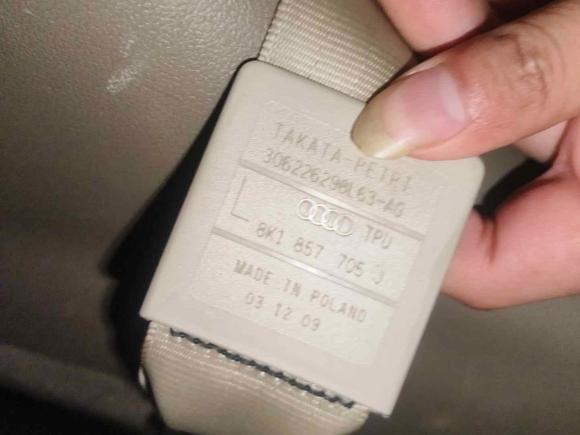 TAKATA-PETRI
306226298L63-AG
L TPU
8K1 857 705 J
MADE IN POLAND
03 12 09